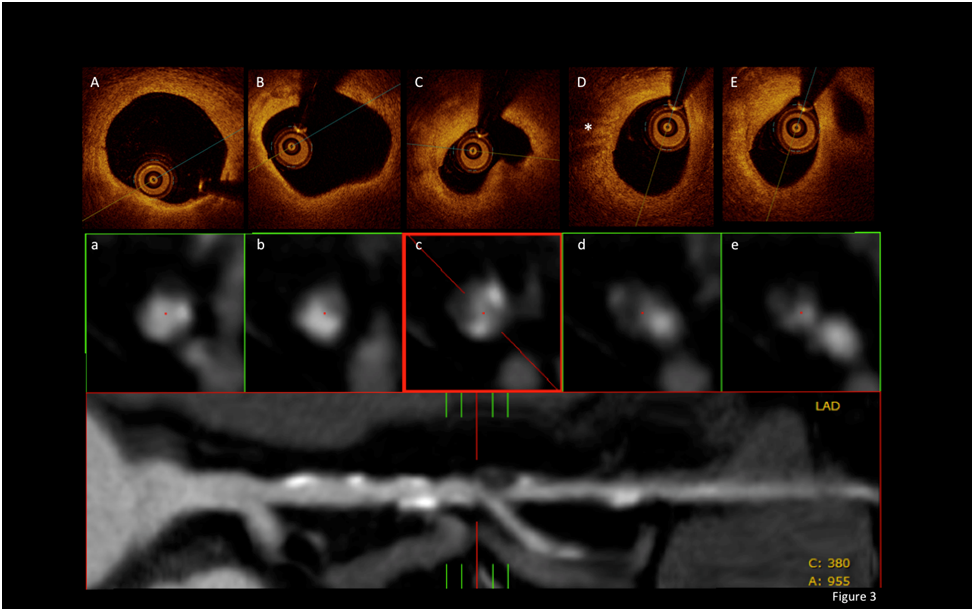 A B C D E
*
a b c d e
LAD
C: 380
A: 955
Figure 3